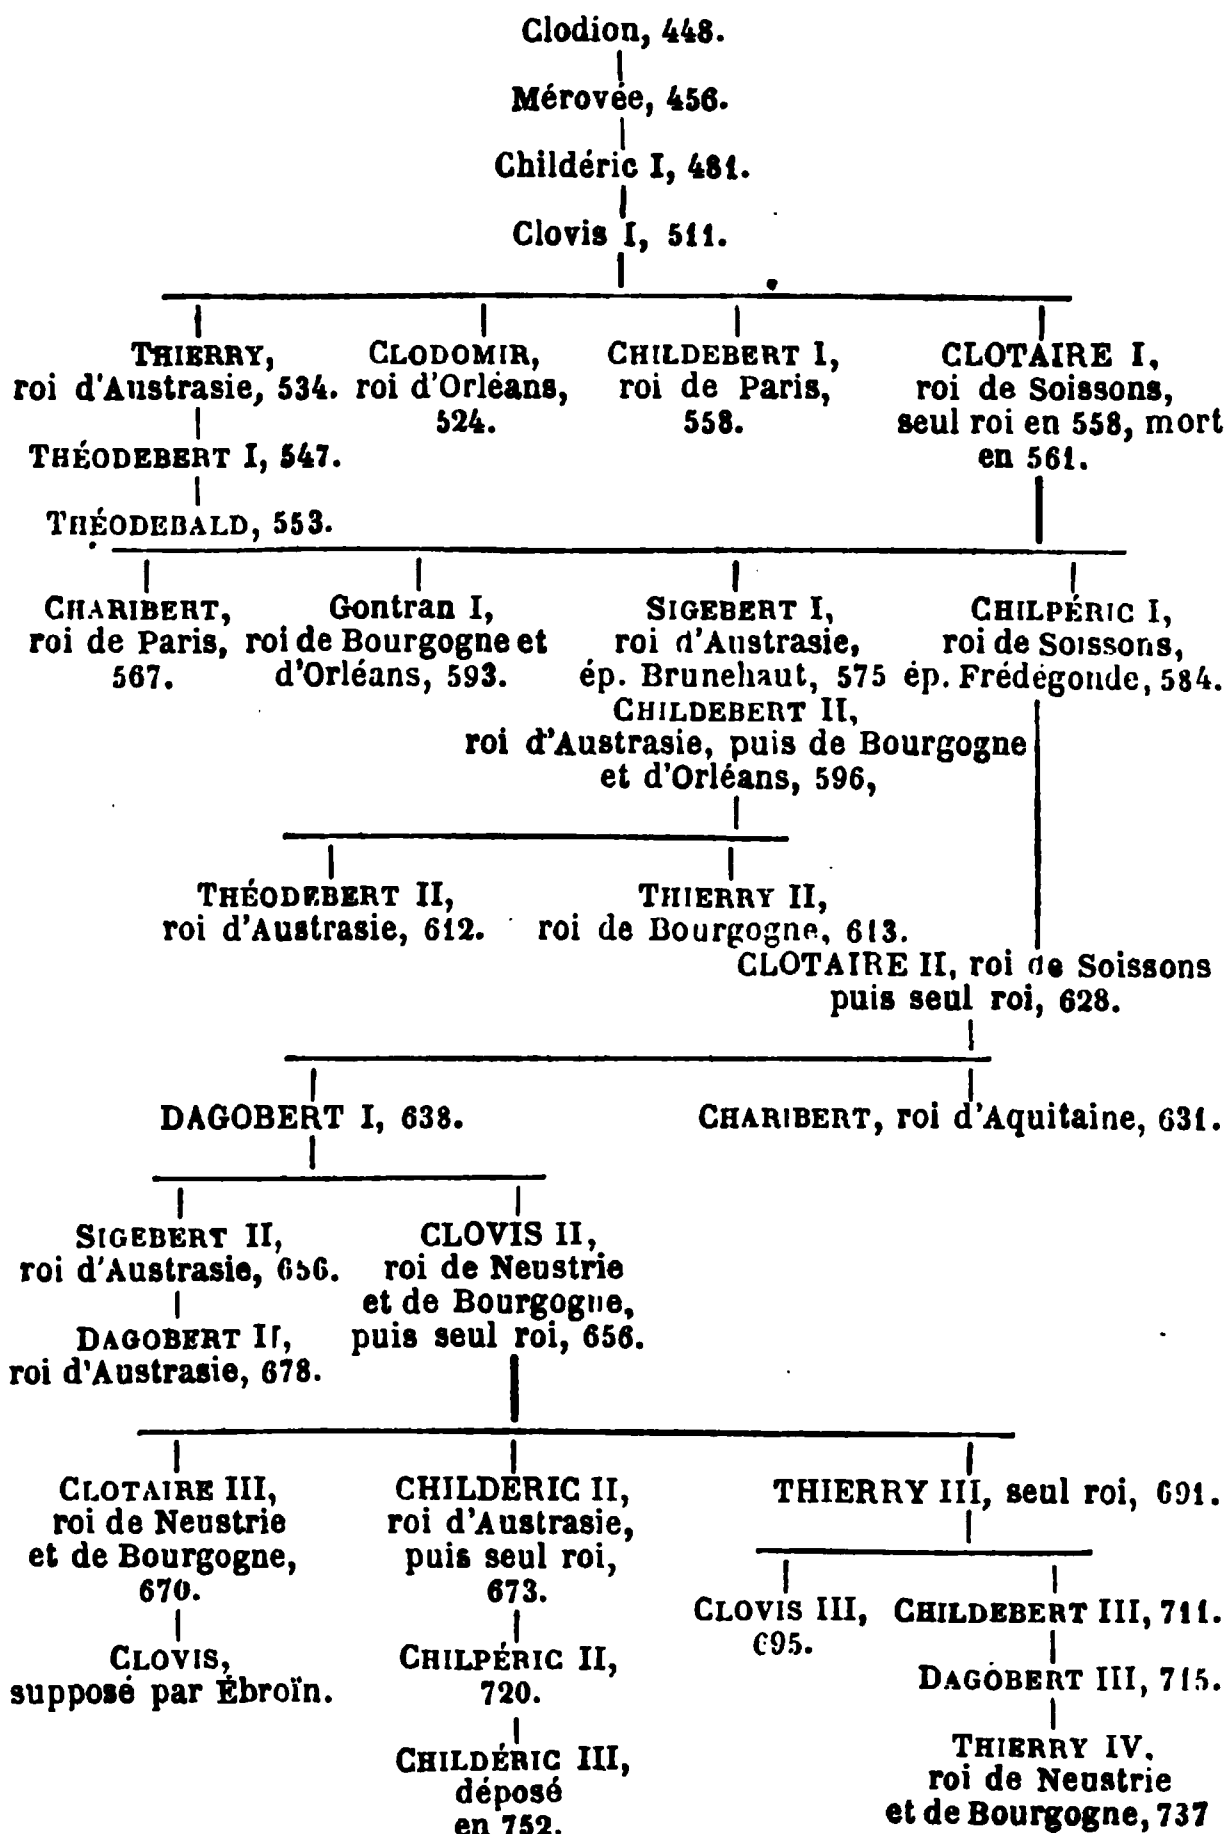 Clodion, 448.
Mérovée, 456.
Childéric I, 481.
Clovis I, 511.
THIERRY,
roi d'Austrasie, 534.
CLODOMIR,
roi d'Orléans,
524.
CHILDEBERT I,
roi de Paris,
558.
CLOTAIRE I,
roi de Soissons,
seul roi en 558, mort
en 561.
THÉODEBERT I, 547.
THÉODEBALD, 553.
CHARIBERT,
roi de Paris,
567.
Gontran I,
roi de Bourgogne et
d'Orléans, 593.
SIGEBERT I,
roi d'Austrasie,
ép. Brunehaut, 575
CHILPÉRIC I,
roi de Soissons,
ép. Frédégonde, 584.
CHILDEBERT II,
roi d'Austrasie, puis de Bourgogne
et d'Orléans, 596,
THÉODEBERT II,
roi d'Austrasie, 612.
THIERRY II,
roi de Bourgogne, 613.
CLOTAIRE II, roi de Soissons
puis seul roi, 628.
DAGOBERT I, 638.
CHARIBERT, roi d'Aquitaine, 631.
SIGEBERT II,
roi d'Austrasie, 656.
CLOVIS II,
roi de Neustrie
et de Bourgogne,
puis seul roi, 656.
DAGOBERT II,
roi d'Austrasie, 678.
CLOTAIRE III,
roi de Neustrie
et de Bourgogne,
670.
CHILDÉRIC II,
roi d'Austrasie,
puis seul roi,
673.
THIERRY III, seul roi, 691.
CLOVIS III,
695.
CHILDEBERT III, 711.
CLOVIS,
supposé par Ébroïn.
CHILPÉRIC II,
720.
DAGOBERT III, 715.
CHILDÉRIC III,
déposé
en 752.
THIERRY IV,
roi de Neustrie
et de Bourgogne, 737